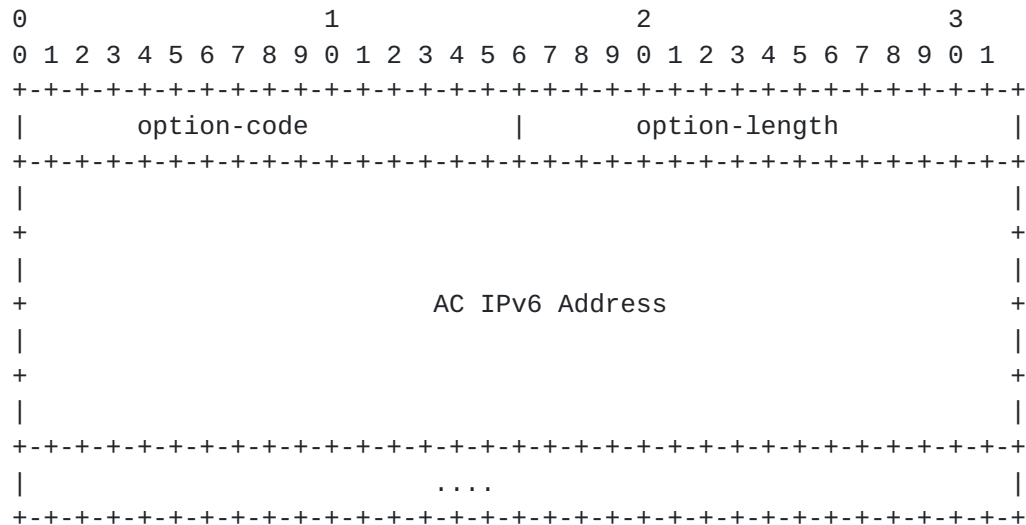 0                   1                   2                   3
0 1 2 3 4 5 6 7 8 9 0 1 2 3 4 5 6 7 8 9 0 1 2 3 4 5 6 7 8 9 0 1
+-+-+-+-+-+-+-+-+-+-+-+-+-+-+-+-+-+-+-+-+-+-+-+-+-+-+-+-+-+-+-+-+
|       option-code             |       option-length           |
+-+-+-+-+-+-+-+-+-+-+-+-+-+-+-+-+-+-+-+-+-+-+-+-+-+-+-+-+-+-+-+-+
|                                                               |
+                                                               +
|                                                               |
+                          AC IPv6 Address                      +
|                                                               |
+                                                               +
|                                                               |
+-+-+-+-+-+-+-+-+-+-+-+-+-+-+-+-+-+-+-+-+-+-+-+-+-+-+-+-+-+-+-+-+
|                          ....                                 |
+-+-+-+-+-+-+-+-+-+-+-+-+-+-+-+-+-+-+-+-+-+-+-+-+-+-+-+-+-+-+-+-+